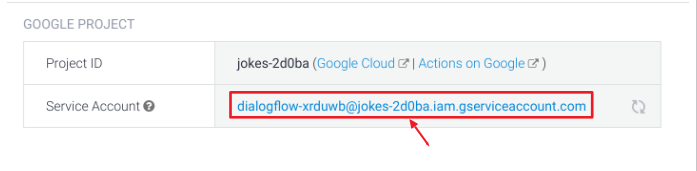 GOOGLE PROJECT
Project ID jokes-2d0ba (Google Cloud | Actions on Google )
Service Account ? dialogflow-xrduwb@jokes-2d0ba.iam.gserviceaccount.com